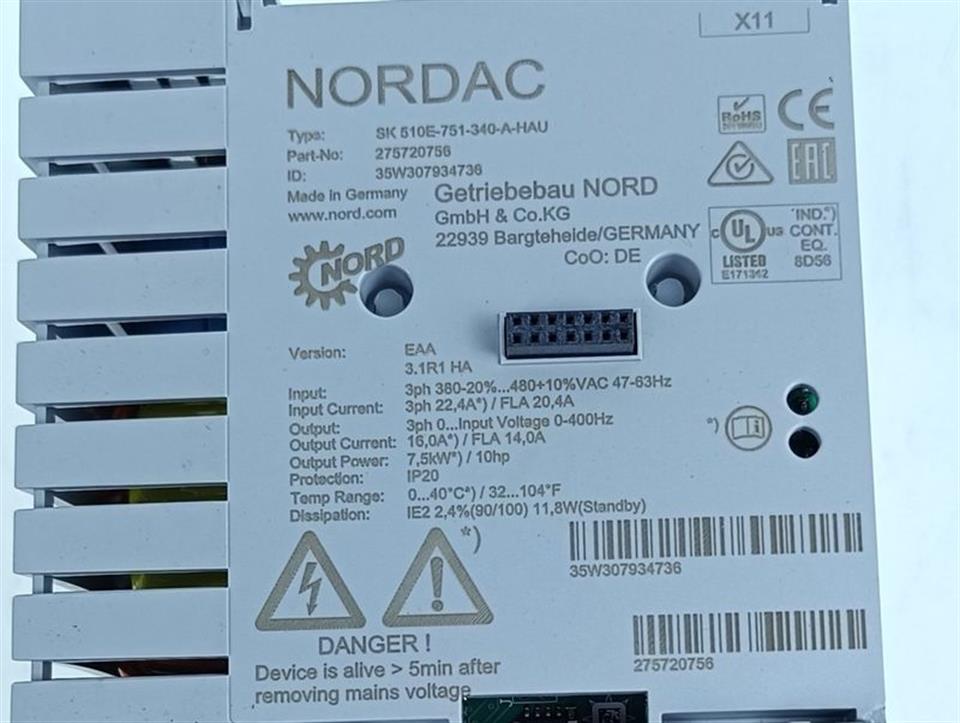 X11
NORDAC
Type: SK 510E-751-340-A-HAU
Part-No: 275720756
ID: 35W307934736
Made in Germany
www.nord.com
Getriebebau NORD
GmbH & Co.KG
22939 Bargteheide/GERMANY
CoO: DE
NORD
RoHS
CE
EAC
C UL US
LISTED
E171342
IND.*)
CONT.
EQ.
8D56
Version: EAA
3.1R1 HA
Input: 3ph 380-20%...480+10%VAC 47-63Hz
Input Current: 3ph 22,4A*) / FLA 20,4A
Output: 3ph 0...Input Voltage 0-400Hz
Output Current: 16,0A*) / FLA 14,0A
Output Power: 7,5kW*) / 10hp
Protection: IP20
Temp Range: 0...40°C*) / 32...104°F
Dissipation: IE2 2,4%(90/100) 11,8W(Standby)
*)
*)
35W307934736
DANGER !
Device is alive > 5min after
removing mains voltage
275720756